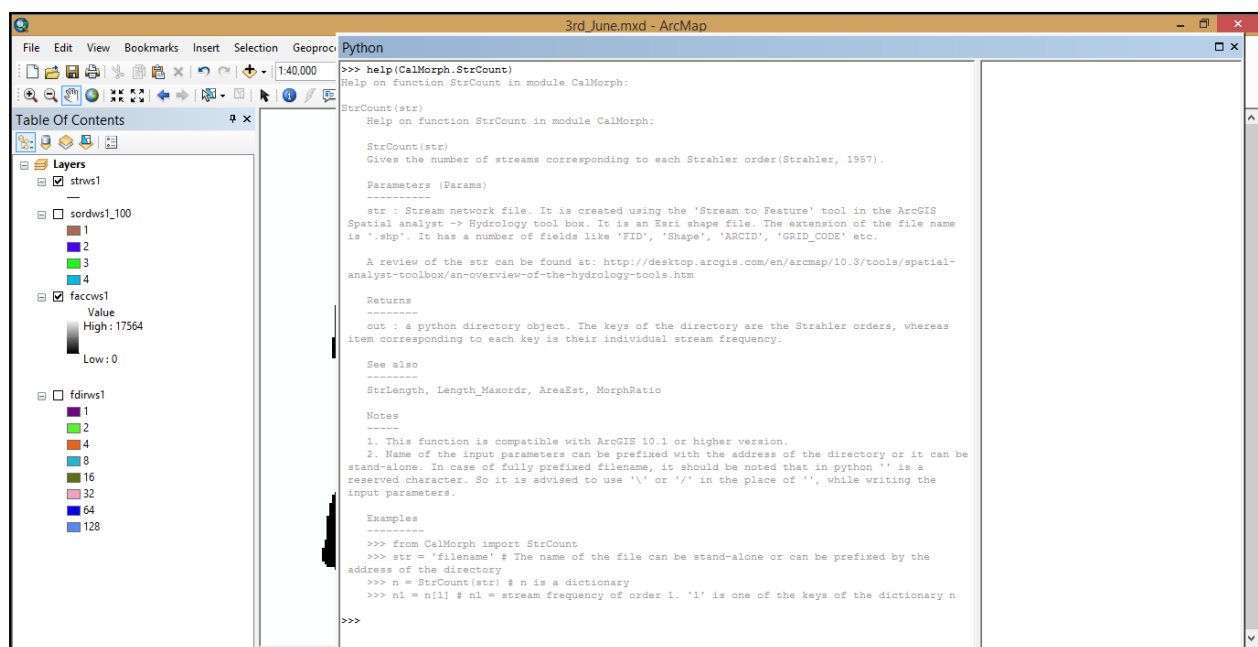 3rd_June.mxd - ArcMap
File Edit View Bookmarks Insert Selection Geoproc
1:40,000
Table Of Contents
Layers
strws1
sordws1_100
1
2
3
4
faccws1
Value
High : 17564
Low : 0
fdirws1
1
2
4
8
16
32
64
128
Python
>>> help(CalMorph.StrCount)
Help on function StrCount in module CalMorph:
StrCount(str)
Help on function StrCount in module CalMorph:
StrCount(str)
Gives the number of streams corresponding to each Strahler order(Strahler, 1957).
Parameters (Params)
----------
str : Stream network file. It is created using the 'Stream to Feature' tool in the ArcGIS
Spatial analyst -> Hydrology tool box. It is an Esri shape file. The extension of the file name
is '.shp'. It has a number of fields like 'FID', 'Shape', 'ARCID', 'GRID_CODE' etc.
A review of the str can be found at: http://desktop.arcgis.com/en/arcmap/10.3/tools/spatial-
analyst-toolbox/an-overview-of-the-hydrology-tools.htm
Returns
--------
out : a python directory object. The keys of the directory are the Strahler orders, whereas
item corresponding to each key is their individual stream frequency.
See also
--------
StrLength, Length_Maxordr, AreaEst, MorphRatio
Notes
-----
1. This function is compatible with ArcGIS 10.1 or higher version.
2. Name of the input parameters can be prefixed with the address of the directory or it can be
stand-alone. In case of fully prefixed filename, it should be noted that in python '' is a
reserved character. So it is advised to use '\' or '/' in the place of '', while writing the
input parameters.
Examples
---------
>>> from CalMorph import StrCount
>>> str = 'filename' # The name of the file can be stand-alone or can be prefixed by the
address of the directory
>>> n = StrCount(str) # n is a dictionary
>>> n1 = n[1] # n1 = stream frequency of order 1. '1' is one of the keys of the dictionary n
>>>